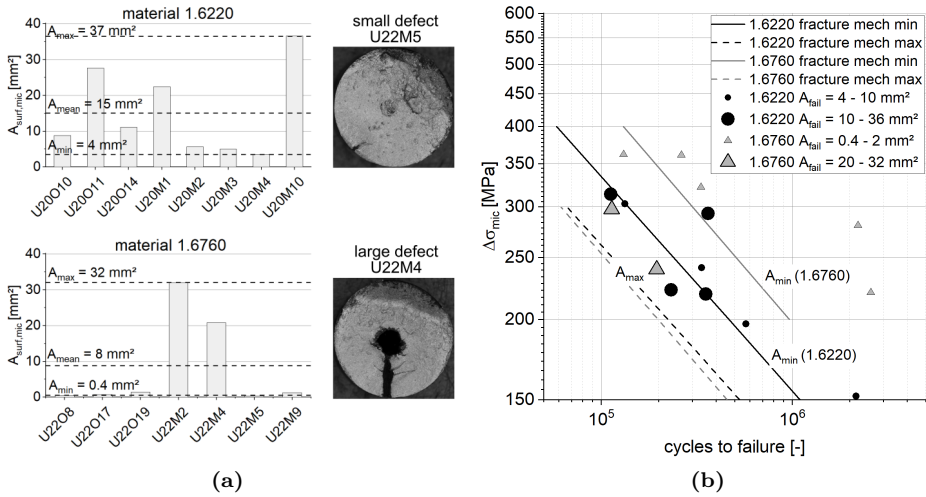 material 1.6220
A_surf,mic [mm²]
40
30
20
10
0
A_max = 37 mm²
A_mean = 15 mm²
A_min = 4 mm²
U20O10
U20O11
U20O14
U20M1
U20M2
U20M3
U20M4
U20M10
small defect
U22M5
material 1.6760
A_surf,mic [mm²]
40
30
20
10
0
A_max = 32 mm²
A_mean = 8 mm²
A_min = 0.4 mm²
U22O8
U22O17
U22O19
U22M2
U22M4
U22M5
U22M9
large defect
U22M4
(a)
Δσ_mic [MPa]
600
500
450
400
350
300
250
200
150
1.6220 fracture mech min
1.6220 fracture mech max
1.6760 fracture mech min
1.6760 fracture mech max
1.6220 A_fail = 4 - 10 mm²
1.6220 A_fail = 10 - 36 mm²
1.6760 A_fail = 0.4 - 2 mm²
1.6760 A_fail = 20 - 32 mm²
A_max
A_min (1.6760)
A_min (1.6220)
10⁵
10⁶
cycles to failure [-]
(b)